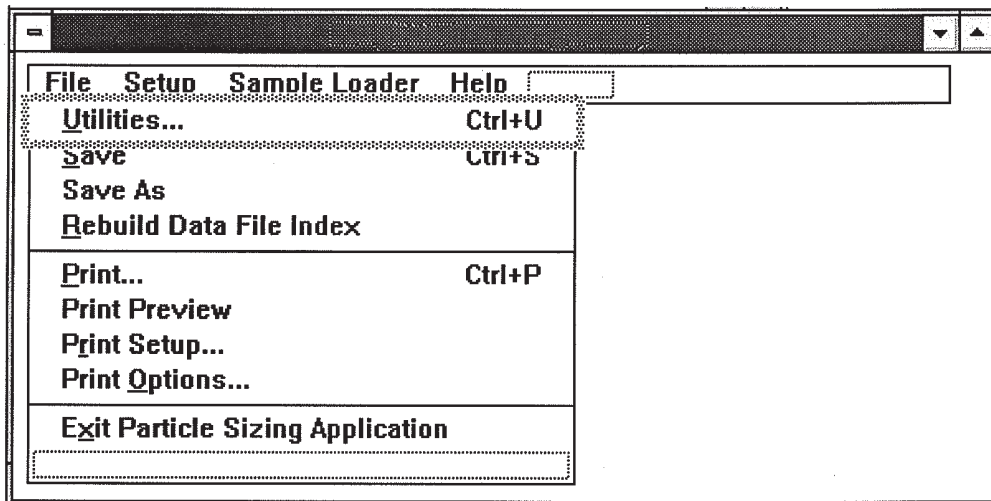 File Setup Sample Loader Help
Utilities... Ctrl+U
Save Ctrl+S
Save As
Rebuild Data File Index
Print... Ctrl+P
Print Preview
Print Setup...
Print Options...
Exit Particle Sizing Application